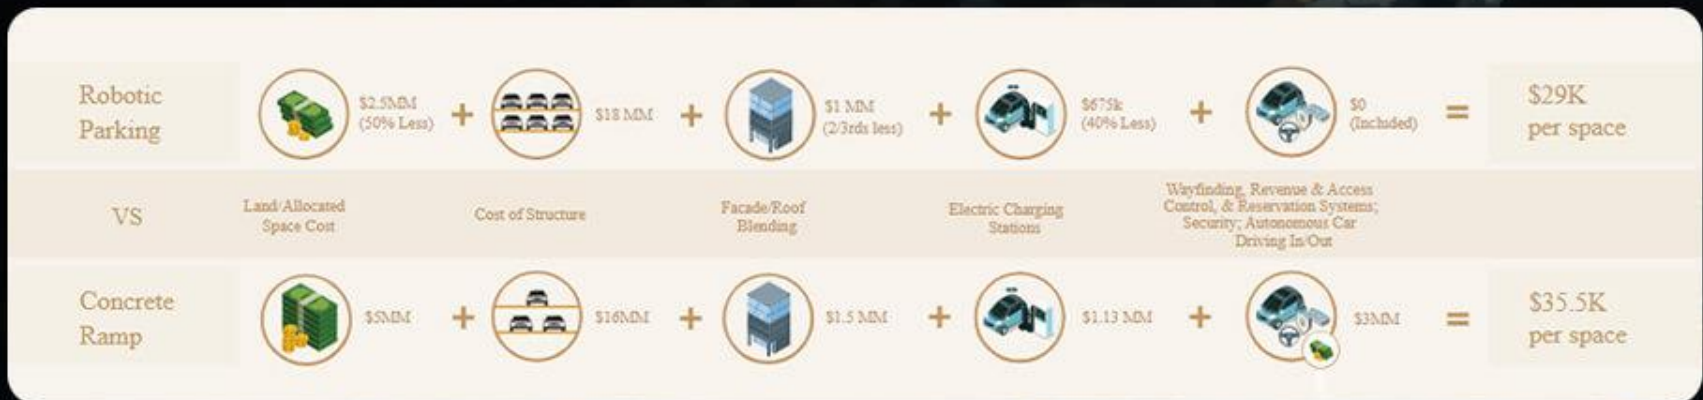 Robotic
Parking
$2.5MM
(50% Less)
+
$18 MM
+
$1 MM
(2/3rds less)
+
$675k
(40% Less)
+
$0
(Included)
=
$29K
per space
VS
Land/Allocated
Space Cost
Cost of Structure
Facade/Roof
Blending
Electric Charging
Stations
Wayfinding, Revenue & Access
Control, & Reservation Systems;
Security; Autonomous Car
Driving In/Out
Concrete
Ramp
$5MM
+
$16MM
+
$1.5 MM
+
$1.13 MM
+
$3MM
=
$35.5K
per space